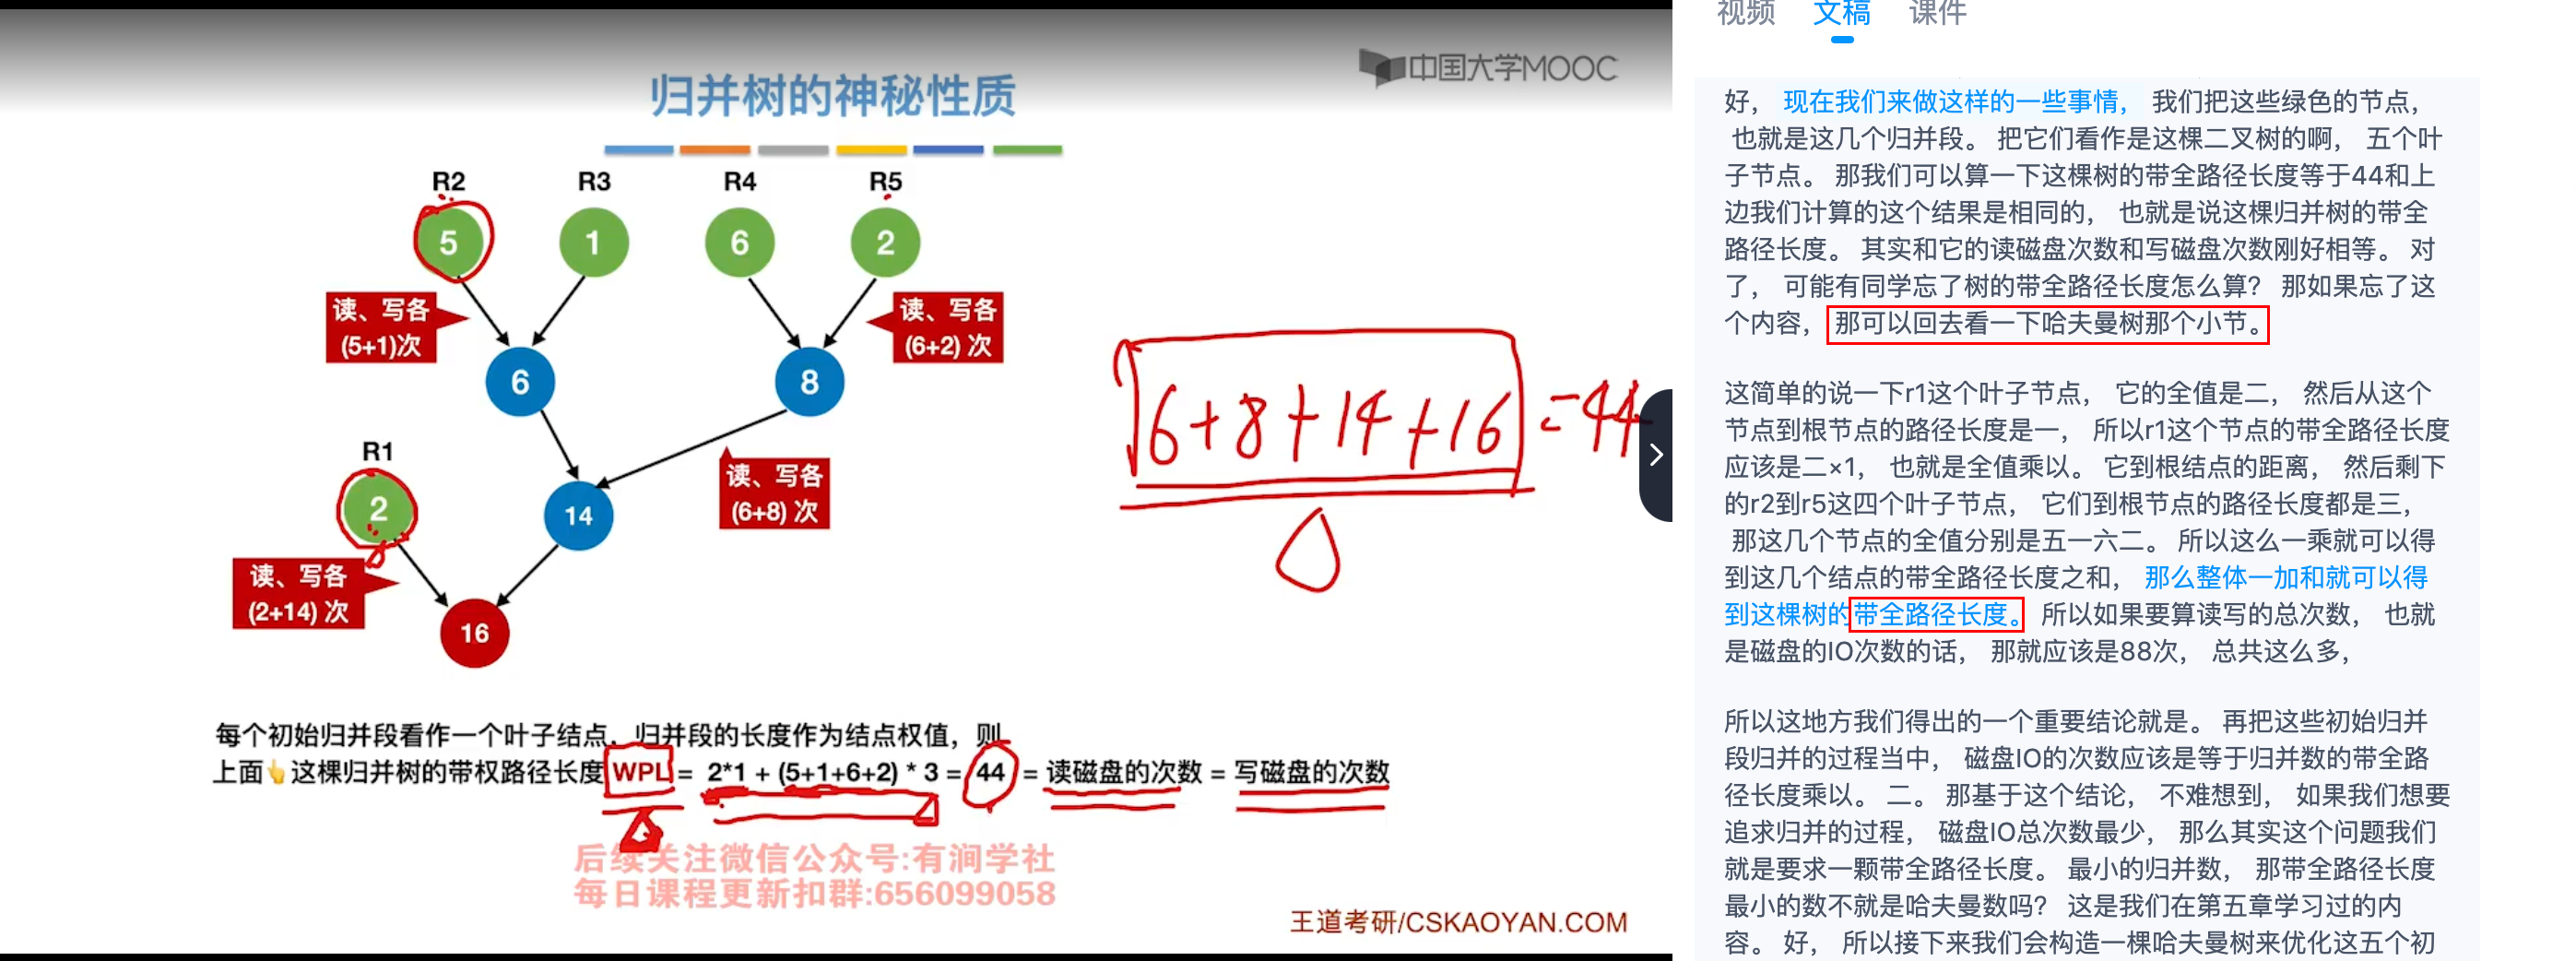 中国大学MOOC
归并树的神秘性质
R2 R3 R4 R5
5 1 6 2
读、写各
(5+1)次
读、写各
(6+2) 次
6 8
6+8+14+16=44
R1
2
读、写各
(6+8) 次
14
读、写各
(2+14) 次
16
每个初始归并段看作一个叶子结点，归并段的长度作为结点权值，则
上面👆这棵归并树的带权路径长度WPL = 2*1 + (5+1+6+2) * 3 = 44 = 读磁盘的次数 = 写磁盘的次数
后续关注微信公众号:有涧学社
每日课程更新扣群:656099058
王道考研/CSKAOYAN.COM
视频 文稿 课件
好， 现在我们来做这样的一些事情， 我们把这些绿色的节点，
也就是这几个归并段。 把它们看作是这棵二叉树的啊， 五个叶
子节点。 那我们可以算一下这棵树的带全路径长度等于44和上
边我们计算的这个结果是相同的， 也就是说这棵归并树的带全
路径长度。 其实和它的读磁盘次数和写磁盘次数刚好相等。 对
了， 可能有同学忘了树的带全路径长度怎么算？ 那如果忘了这
个内容， 那可以回去看一下哈夫曼树那个小节。
这简单的说一下r1这个叶子节点， 它的全值是二， 然后从这个
节点到根节点的路径长度是一， 所以r1这个节点的带全路径长度
应该是二×1， 也就是全值乘以。 它到根结点的距离， 然后剩下
的r2到r5这四个叶子节点， 它们到根节点的路径长度都是三，
那这几个节点的全值分别是五一六二。 所以这么一乘就可以得
到这几个结点的带全路径长度之和， 那么整体一加和就可以得
到这棵树的带全路径长度。 所以如果要算读写的总次数， 也就
是磁盘的IO次数的话， 那就应该是88次， 总共这么多，
所以这地方我们得出的一个重要结论就是。 再把这些初始归并
段归并的过程当中， 磁盘IO的次数应该是等于归并数的带全路
径长度乘以。 二。 那基于这个结论， 不难想到， 如果我们想要
追求归并的过程， 磁盘IO总次数最少， 那么其实这个问题我们
就是要求一颗带全路径长度。 最小的归并数， 那带全路径长度
最小的数不就是哈夫曼数吗？ 这是我们在第五章学习过的内
容。 好， 所以接下来我们会构造一棵哈夫曼树来优化这五个初